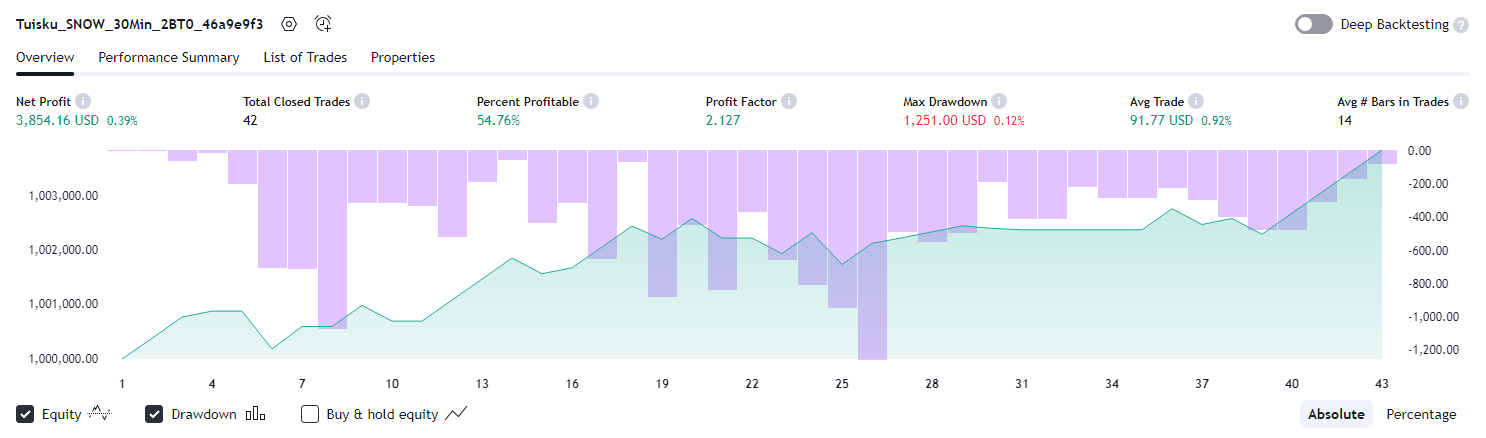 Tuisku_SNOW_30Min_2BT0_46a9e9f3 Deep Backtesting ?
Overview Performance Summary List of Trades Properties
Net Profit i Total Closed Trades i Percent Profitable i Profit Factor i Max Drawdown i Avg Trade i Avg # Bars in Trades i
3,854.16 USD 0.39% 42 54.76% 2.127 1,251.00 USD 0.12% 91.77 USD 0.92% 14
0.00
-200.00
1,003,000.00
-400.00
1,002,000.00
-600.00
-800.00
1,001,000.00
-1,000.00
-1,200.00
1,000,000.00
1 4 7 10 13 16 19 22 25 28 31 34 37 40 43
Equity Drawdown Buy & hold equity Absolute Percentage